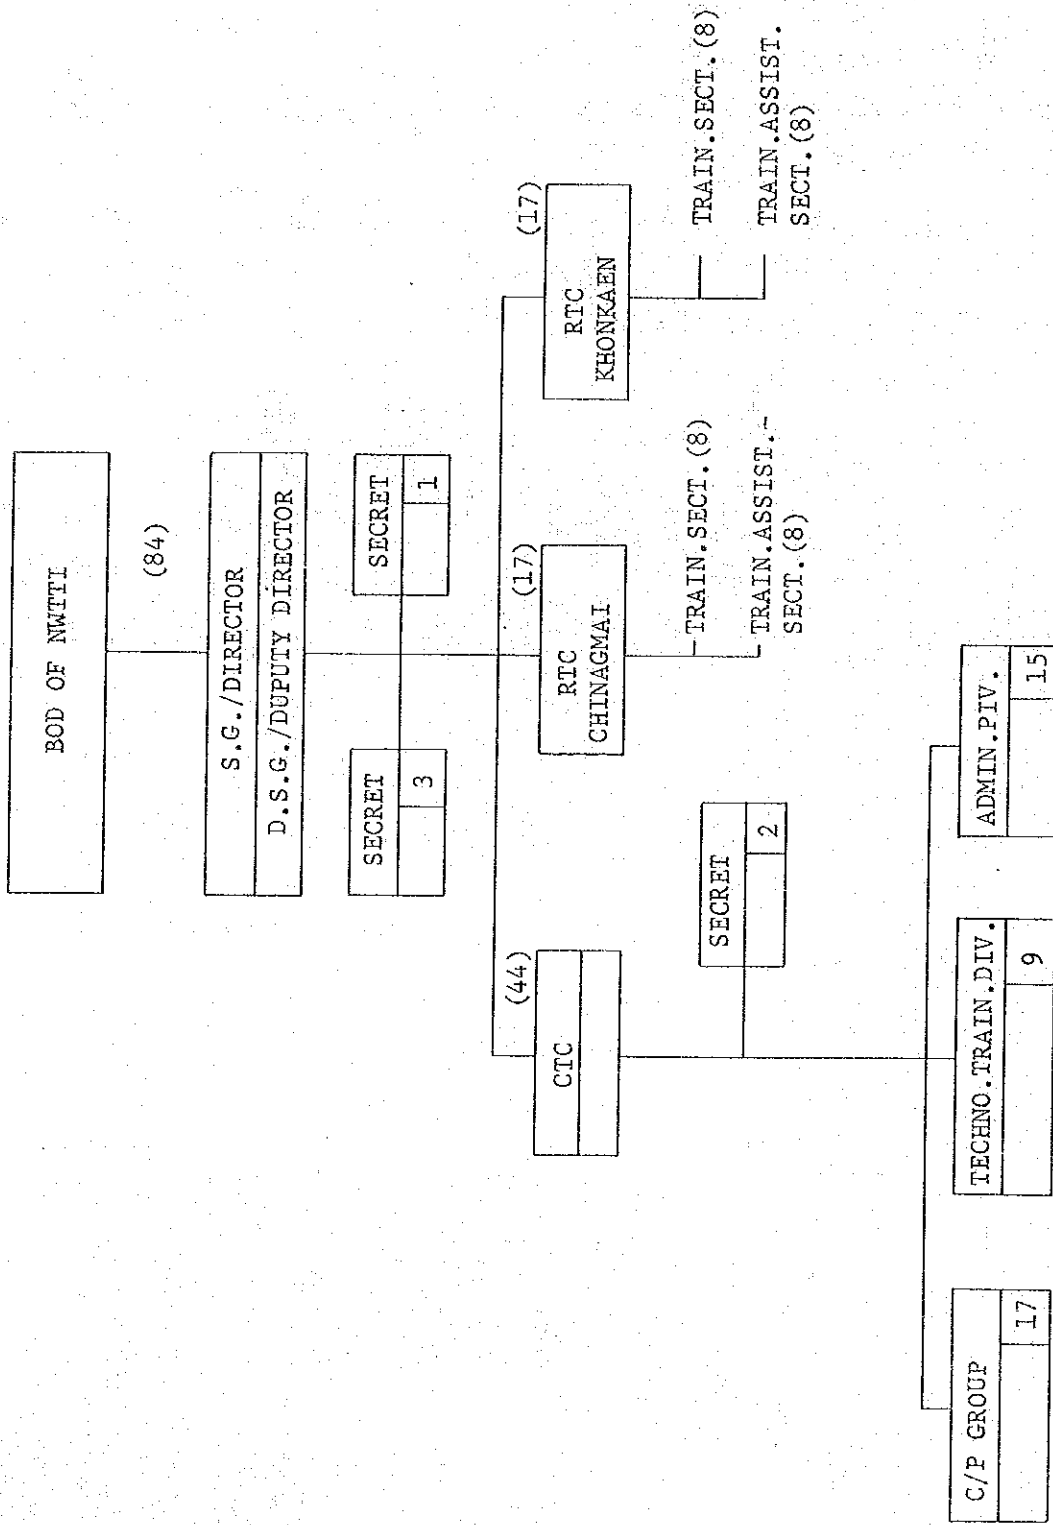 BOD OF NWTTI
(84)
S.G./DIRECTOR
D.S.G./DUPUTY DIRECTOR
SECRET
3
SECRET
1
(44)
CTC
(17)
RTC
CHINAGMAI
(17)
RTC
KHONKAEN
SECRET
2
TRAIN.SECT.(8)
TRAIN.ASSIST.-
SECT.(8)
TRAIN.SECT.(8)
TRAIN.ASSIST.
SECT.(8)
C/P GROUP
17
TECHNO.TRAIN.DIV.
9
ADMIN.PIV.
15